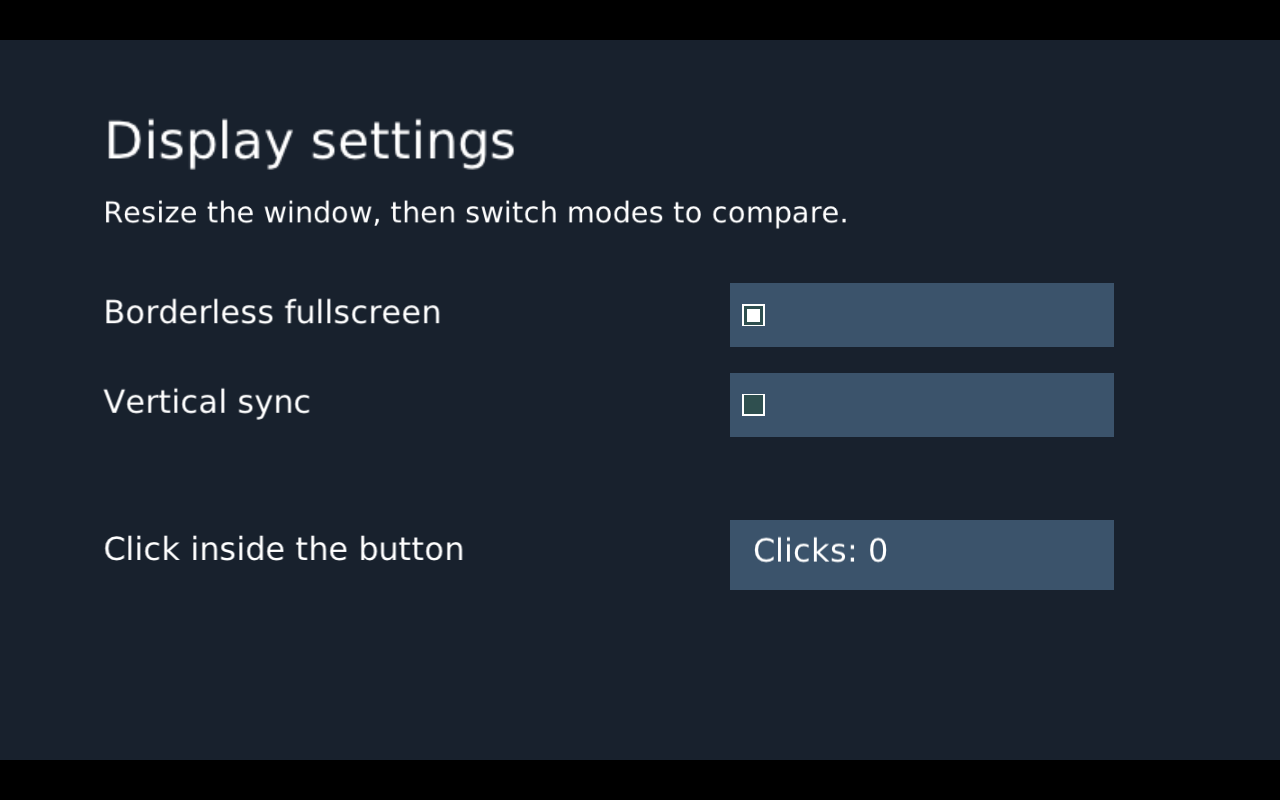 Display settings
Resize the window, then switch modes to compare.
Borderless fullscreen
Vertical sync
Click inside the button
Clicks: 0